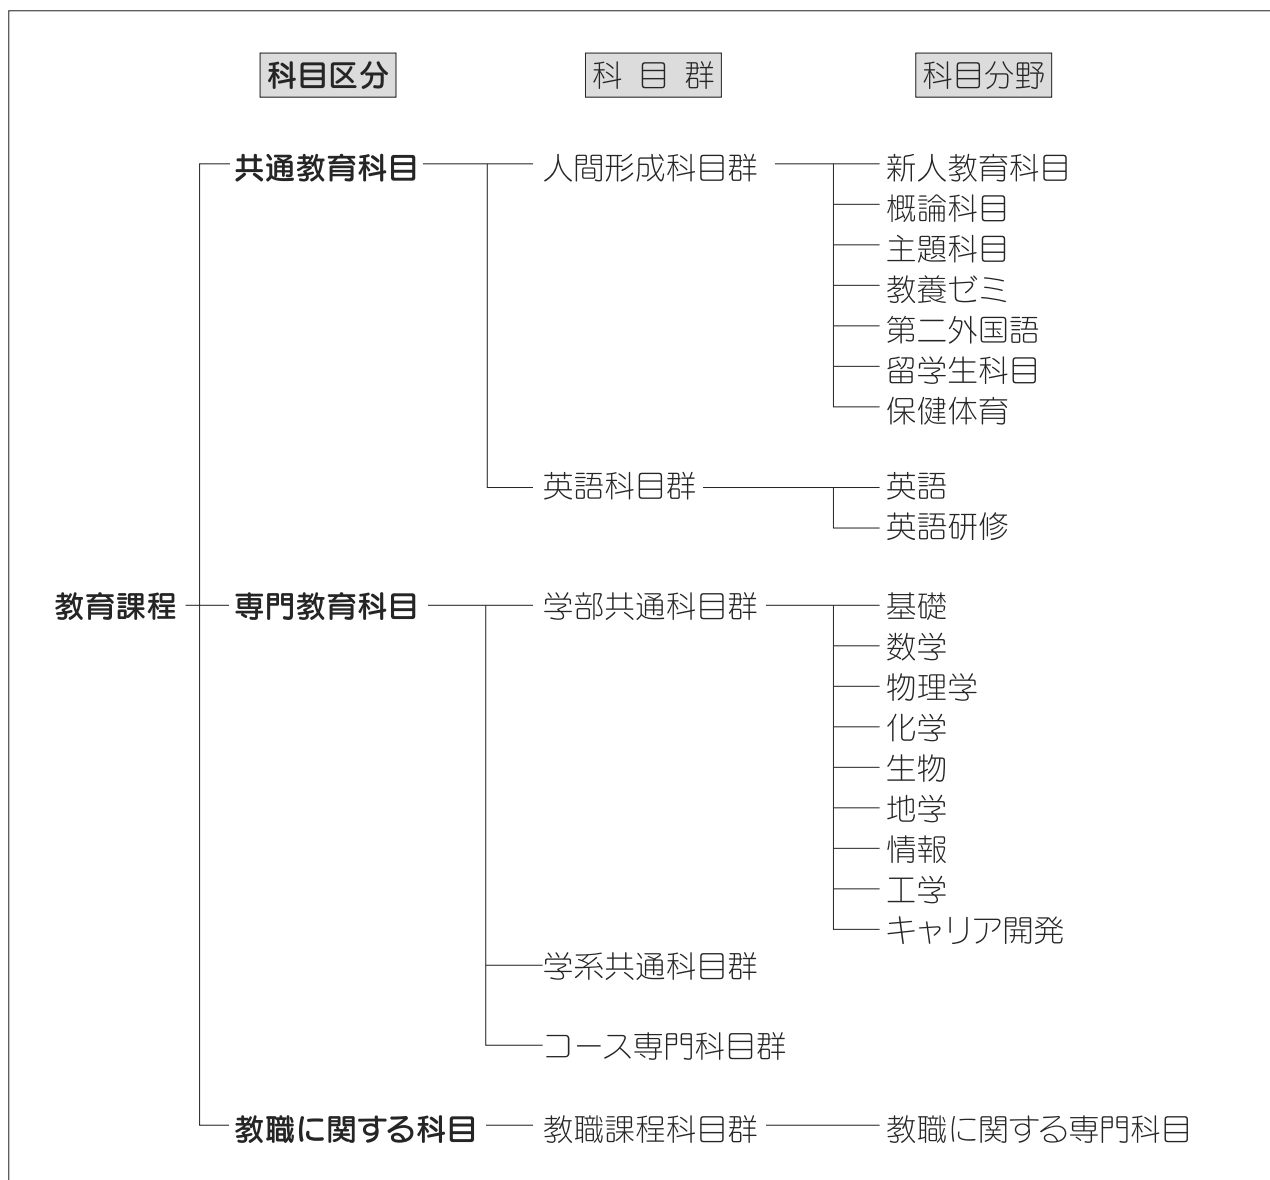 科目区分 科目群 科目分野
共通教育科目 人間形成科目群 新人教育科目
概論科目
主題科目
教養ゼミ
第二外国語
留学生科目
保健体育
英語科目群 英語
英語研修
教育課程 専門教育科目 学部共通科目群 基礎
数学
物理学
化学
生物
地学
情報
工学
キャリア開発
学系共通科目群
コース専門科目群
教職に関する科目 教職課程科目群 教職に関する専門科目